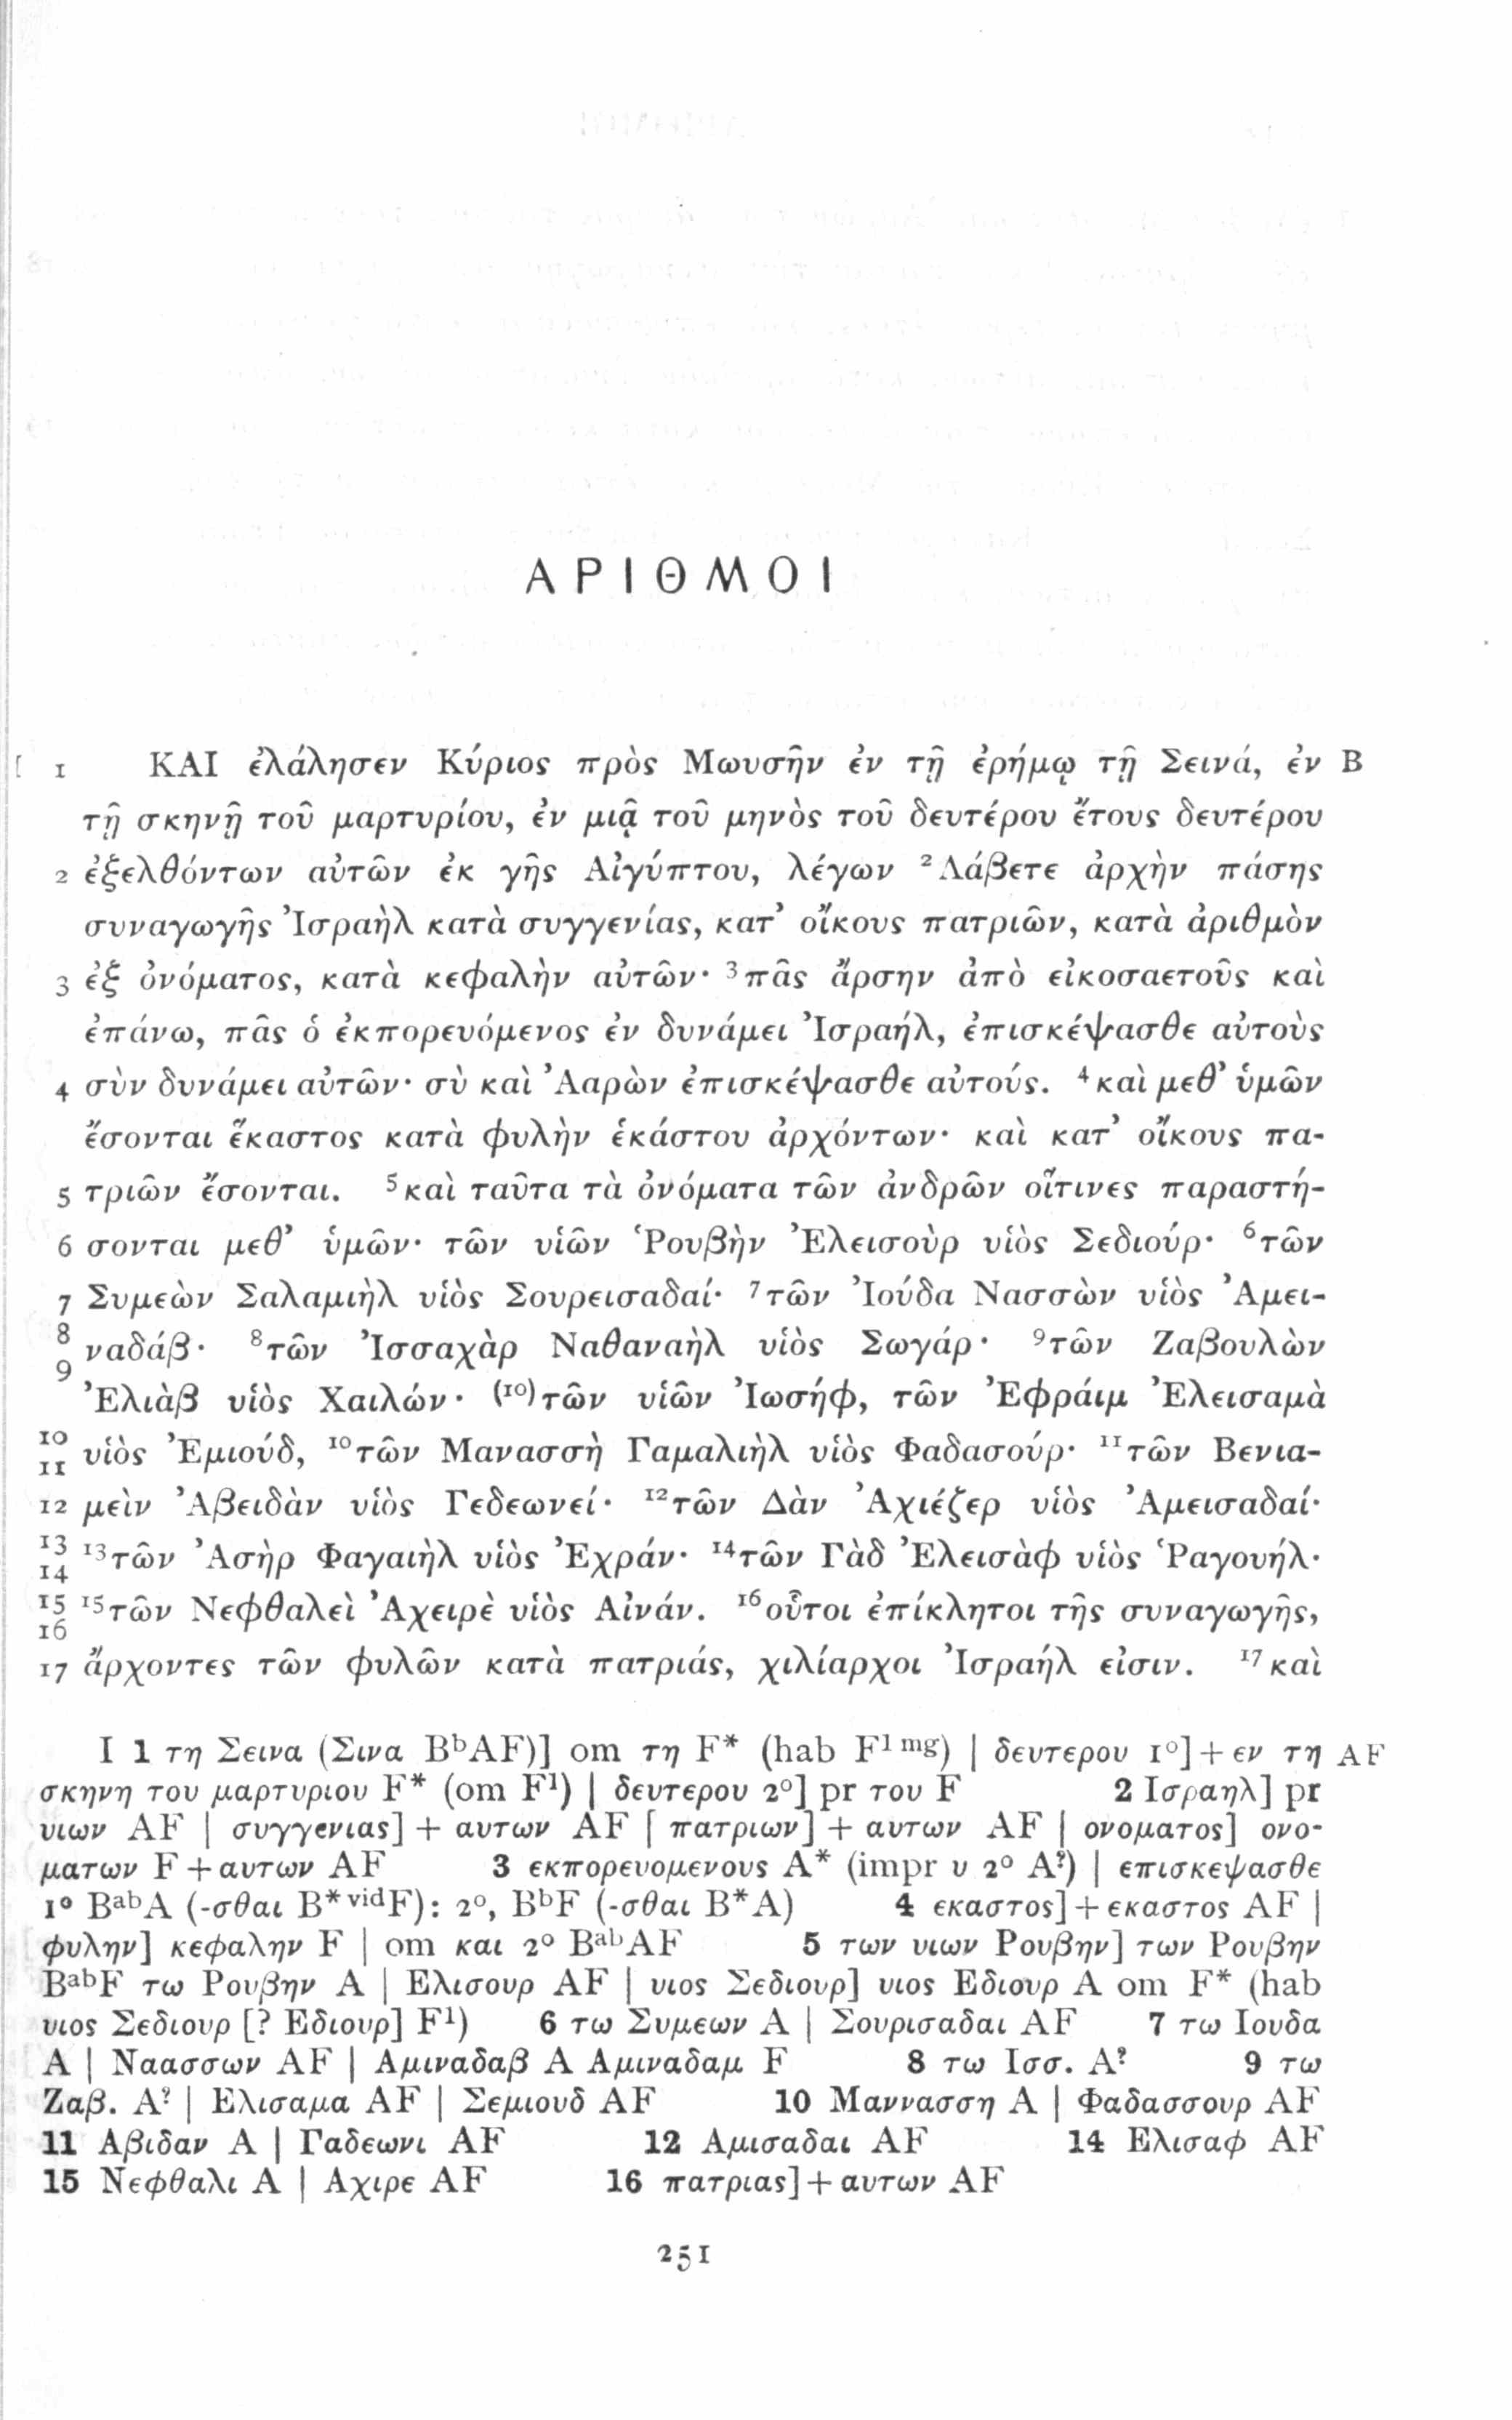 ΑΡΙΘΜΟΙ
I 1 ΚΑΙ ἐλάλησεν Κύριος πρὸς Μωυσῆν ἐν τῇ ἐρήμῳ τῇ Σεινά, ἐν B
τῇ σκηνῇ τοῦ μαρτυρίου, ἐν μιᾷ τοῦ μηνὸς τοῦ δευτέρου ἔτους δευτέρου
2 ἐξελθόντων αὐτῶν ἐκ γῆς Αἰγύπτου, λέγων ²Λάβετε ἀρχὴν πάσης
συναγωγῆς Ἰσραὴλ κατὰ συγγενίας, κατ᾽ οἴκους πατριῶν, κατὰ ἀριθμὸν
3 ἐξ ὀνόματος, κατὰ κεφαλὴν αὐτῶν· ³πᾶς ἄρσην ἀπὸ εἰκοσαετοῦς καὶ
ἐπάνω, πᾶς ὁ ἐκπορευόμενος ἐν δυνάμει Ἰσραήλ, ἐπισκέψασθε αὐτοὺς
4 σὺν δυνάμει αὐτῶν· σὺ καὶ Ἀαρὼν ἐπισκέψασθε αὐτούς. ⁴καὶ μεθ᾽ ὑμῶν
ἔσονται ἕκαστος κατὰ φυλὴν ἑκάστου ἀρχόντων· καὶ κατ᾽ οἴκους πα-
5 τριῶν ἔσονται. ⁵καὶ ταῦτα τὰ ὀνόματα τῶν ἀνδρῶν οἵτινες παραστή-
6 σονται μεθ᾽ ὑμῶν· τῶν υἱῶν Ῥουβὴν Ἐλεισοὺρ υἱὸς Σεδιούρ· ⁶τῶν
7 Συμεὼν Σαλαμιὴλ υἱὸς Σουρεισαδαί· ⁷τῶν Ἰούδα Νασσὼν υἱὸς Ἀμει-
8 9 ναδάβ· ⁸τῶν Ἰσσαχὰρ Ναθαναὴλ υἱὸς Σωγάρ· ⁹τῶν Ζαβουλὼν
Ἐλιὰβ υἱὸς Χαιλών· ⁽¹⁰⁾τῶν υἱῶν Ἰωσήφ, τῶν Ἐφράιμ Ἐλεισαμὰ
10 11 υἱὸς Ἐμιούδ, ¹⁰τῶν Μανασσὴ Γαμαλιὴλ υἱὸς Φαδασούρ· ¹¹τῶν Βενια-
12 μεὶν Ἀβειδὰν υἱὸς Γεδεωνεί· ¹²τῶν Δὰν Ἀχιέζερ υἱὸς Ἀμεισαδαί·
13 14 ¹³τῶν Ἀσὴρ Φαγαιὴλ υἱὸς Ἐχράν· ¹⁴τῶν Γὰδ Ἐλεισὰφ υἱὸς Ῥαγουήλ·
15 16 ¹⁵τῶν Νεφθαλεὶ Ἀχειρὲ υἱὸς Αἰνάν. ¹⁶οὗτοι ἐπίκλητοι τῆς συναγωγῆς,
17 ἄρχοντες τῶν φυλῶν κατὰ πατριάς, χιλίαρχοι Ἰσραήλ εἰσιν. ¹⁷καὶ
I 1 τη Σεινα (Σινα BᵇAF)] om τη F* (hab F¹ ᵐᵍ) | δευτερου 1º]+εν τη AF
σκηνη του μαρτυριου F* (om F¹) | δευτερου 2º] pr του F 2 Ισραηλ] pr
υιων AF | συγγενιας] + αυτων AF | πατριων] + αυτων AF | ονοματος] ονο-
ματων F + αυτων AF 3 εκπορευομενους A* (impr υ 2º A?) | επισκεψασθε
1º BᵃᵇA (-σθαι B*ᵛⁱᵈF): 2º, BᵇF (-σθαι B*A) 4 εκαστος]+εκαστος AF |
φυλην] κεφαλην F | om και 2º BᵃᵇAF 5 των υιων Ρουβην] των Ρουβην
BᵃᵇF τω Ρουβην A | Ελισουρ AF | υιος Σεδιουρ] υιος Εδιουρ A om F* (hab
υιος Σεδιουρ [? Εδιουρ] F¹) 6 τω Συμεων A | Σουρισαδαι AF 7 τω Ιουδα
A | Ναασσων AF | Αμιναδαβ A Αμιναδαμ F 8 τω Ισσ. A? 9 τω
Ζαβ. A? | Ελισαμα AF | Σεμιουδ AF 10 Μαννασση A | Φαδασσουρ AF
11 Αβιδαν A | Γαδεωνι AF 12 Αμισαδαι AF 14 Ελισαφ AF
15 Νεφθαλι A | Αχιρε AF 16 πατριας]+αυτων AF
251